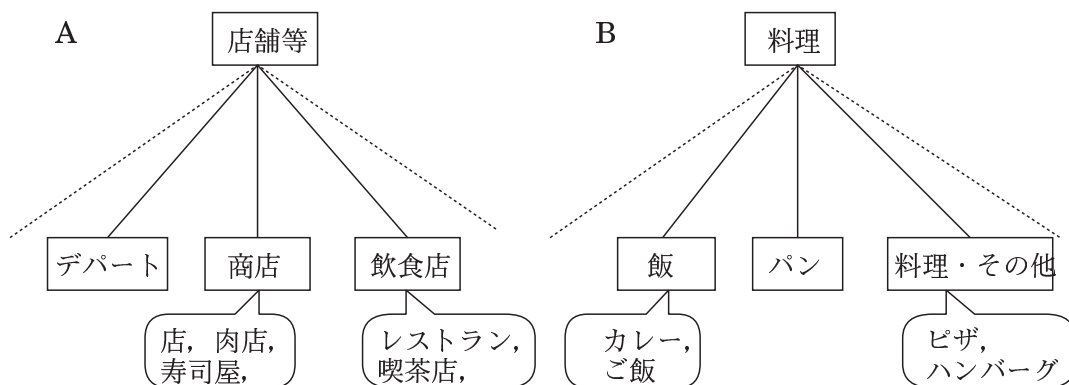 A
店舗等
デパート
商店
飲食店
店，肉店，
寿司屋，
レストラン，
喫茶店，
B
料理
飯
パン
料理・その他
カレー，
ご飯
ピザ，
ハンバーグ